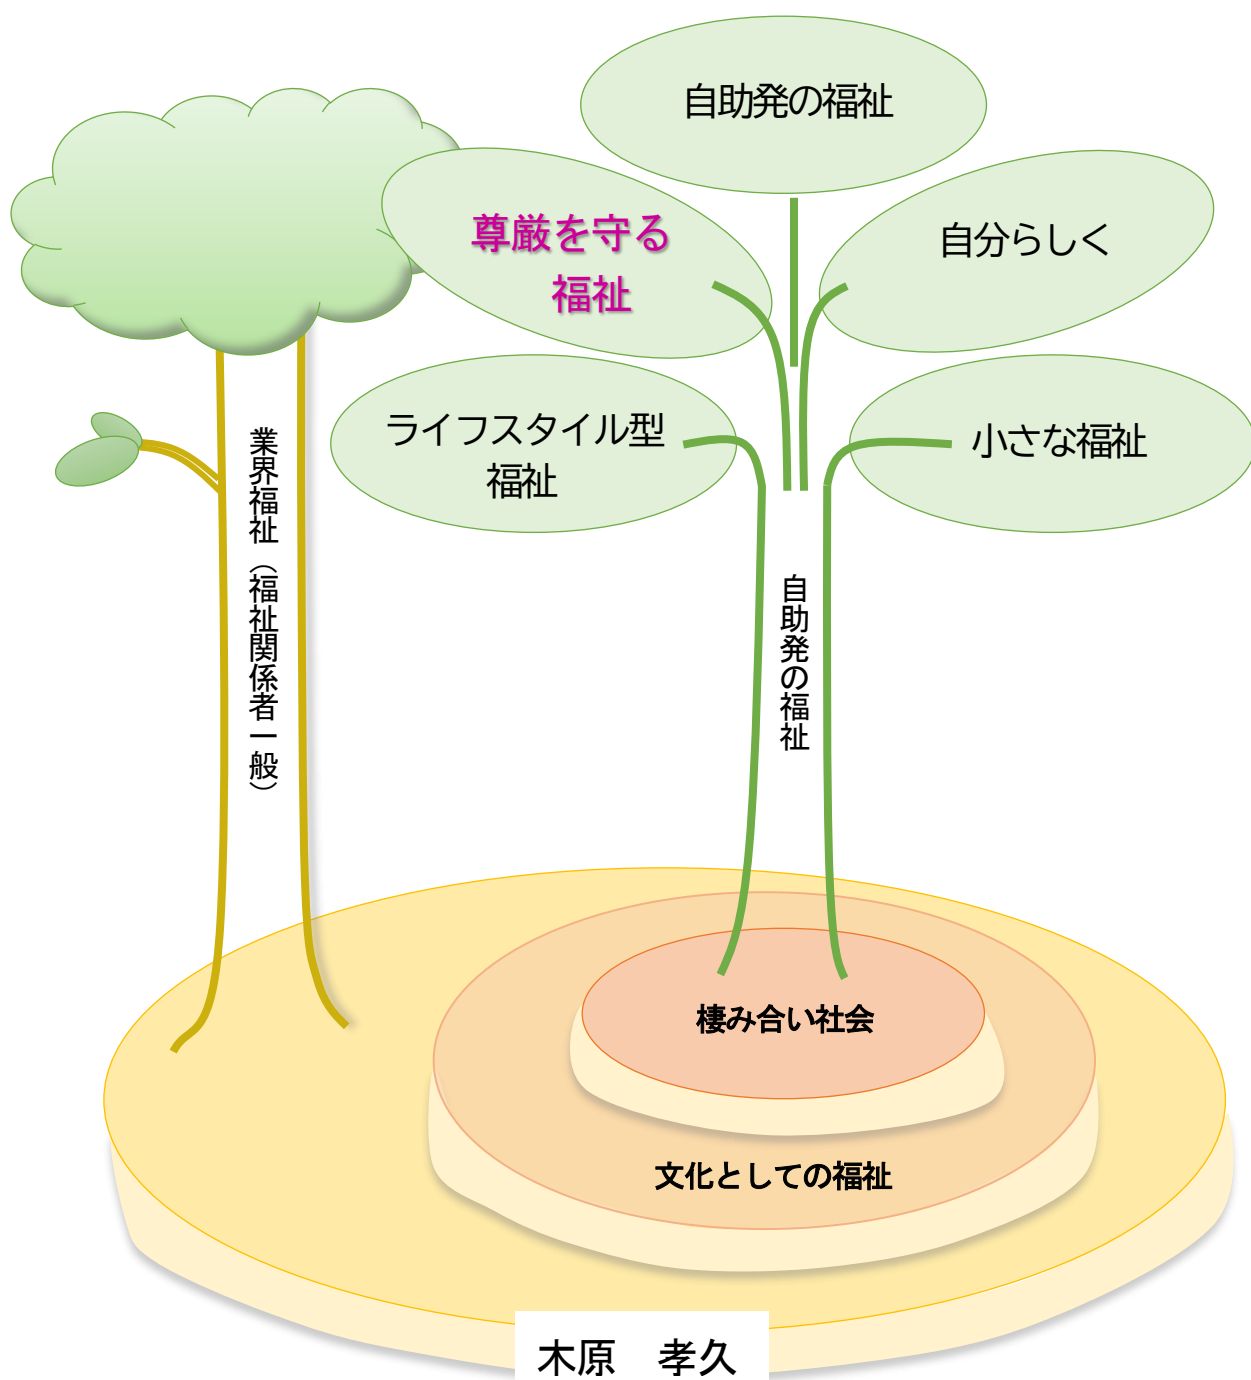 自助発の福祉
尊厳を守る
福祉
自分らしく
ライフスタイル型
福祉
小さな福祉
業界福祉（福祉関係者一般）
自助発の福祉
棲み合い社会
文化としての福祉
木原　孝久